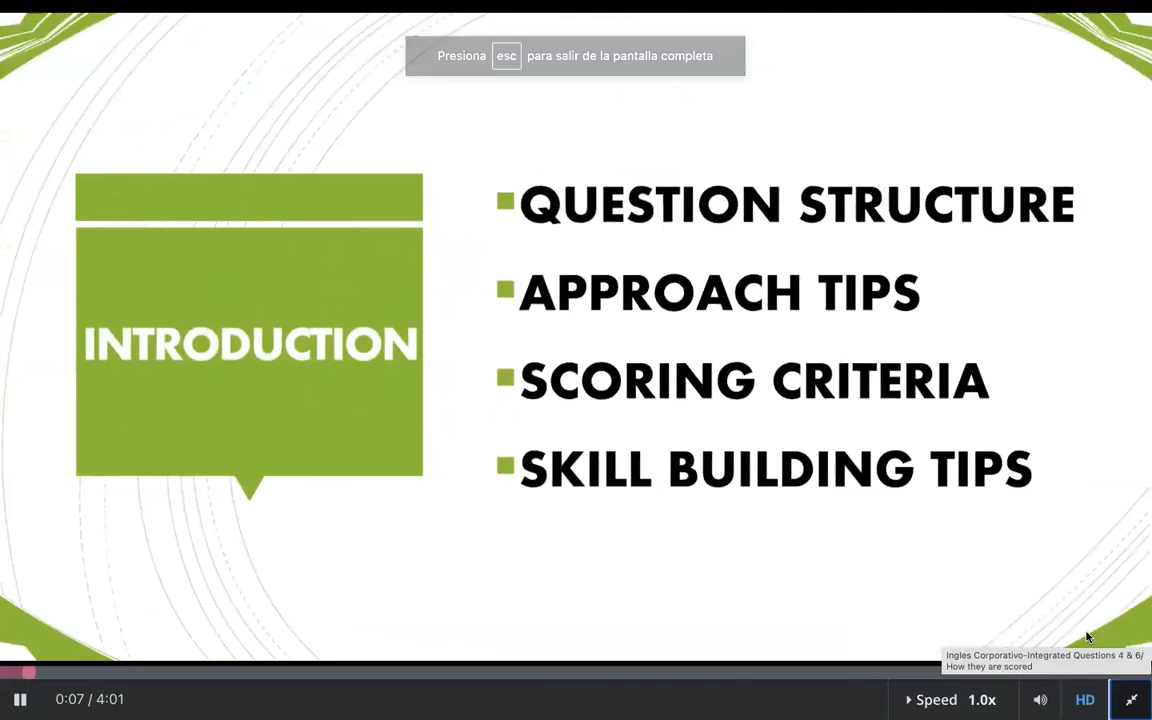 Presiona esc para salir de la pantalla completa
INTRODUCTION
QUESTION STRUCTURE
APPROACH TIPS
SCORING CRITERIA
SKILL BUILDING TIPS
Ingles Corporativo-Integrated Questions 4 & 6/
How they are scored
0:07 / 4:01
Speed 1.0x
HD